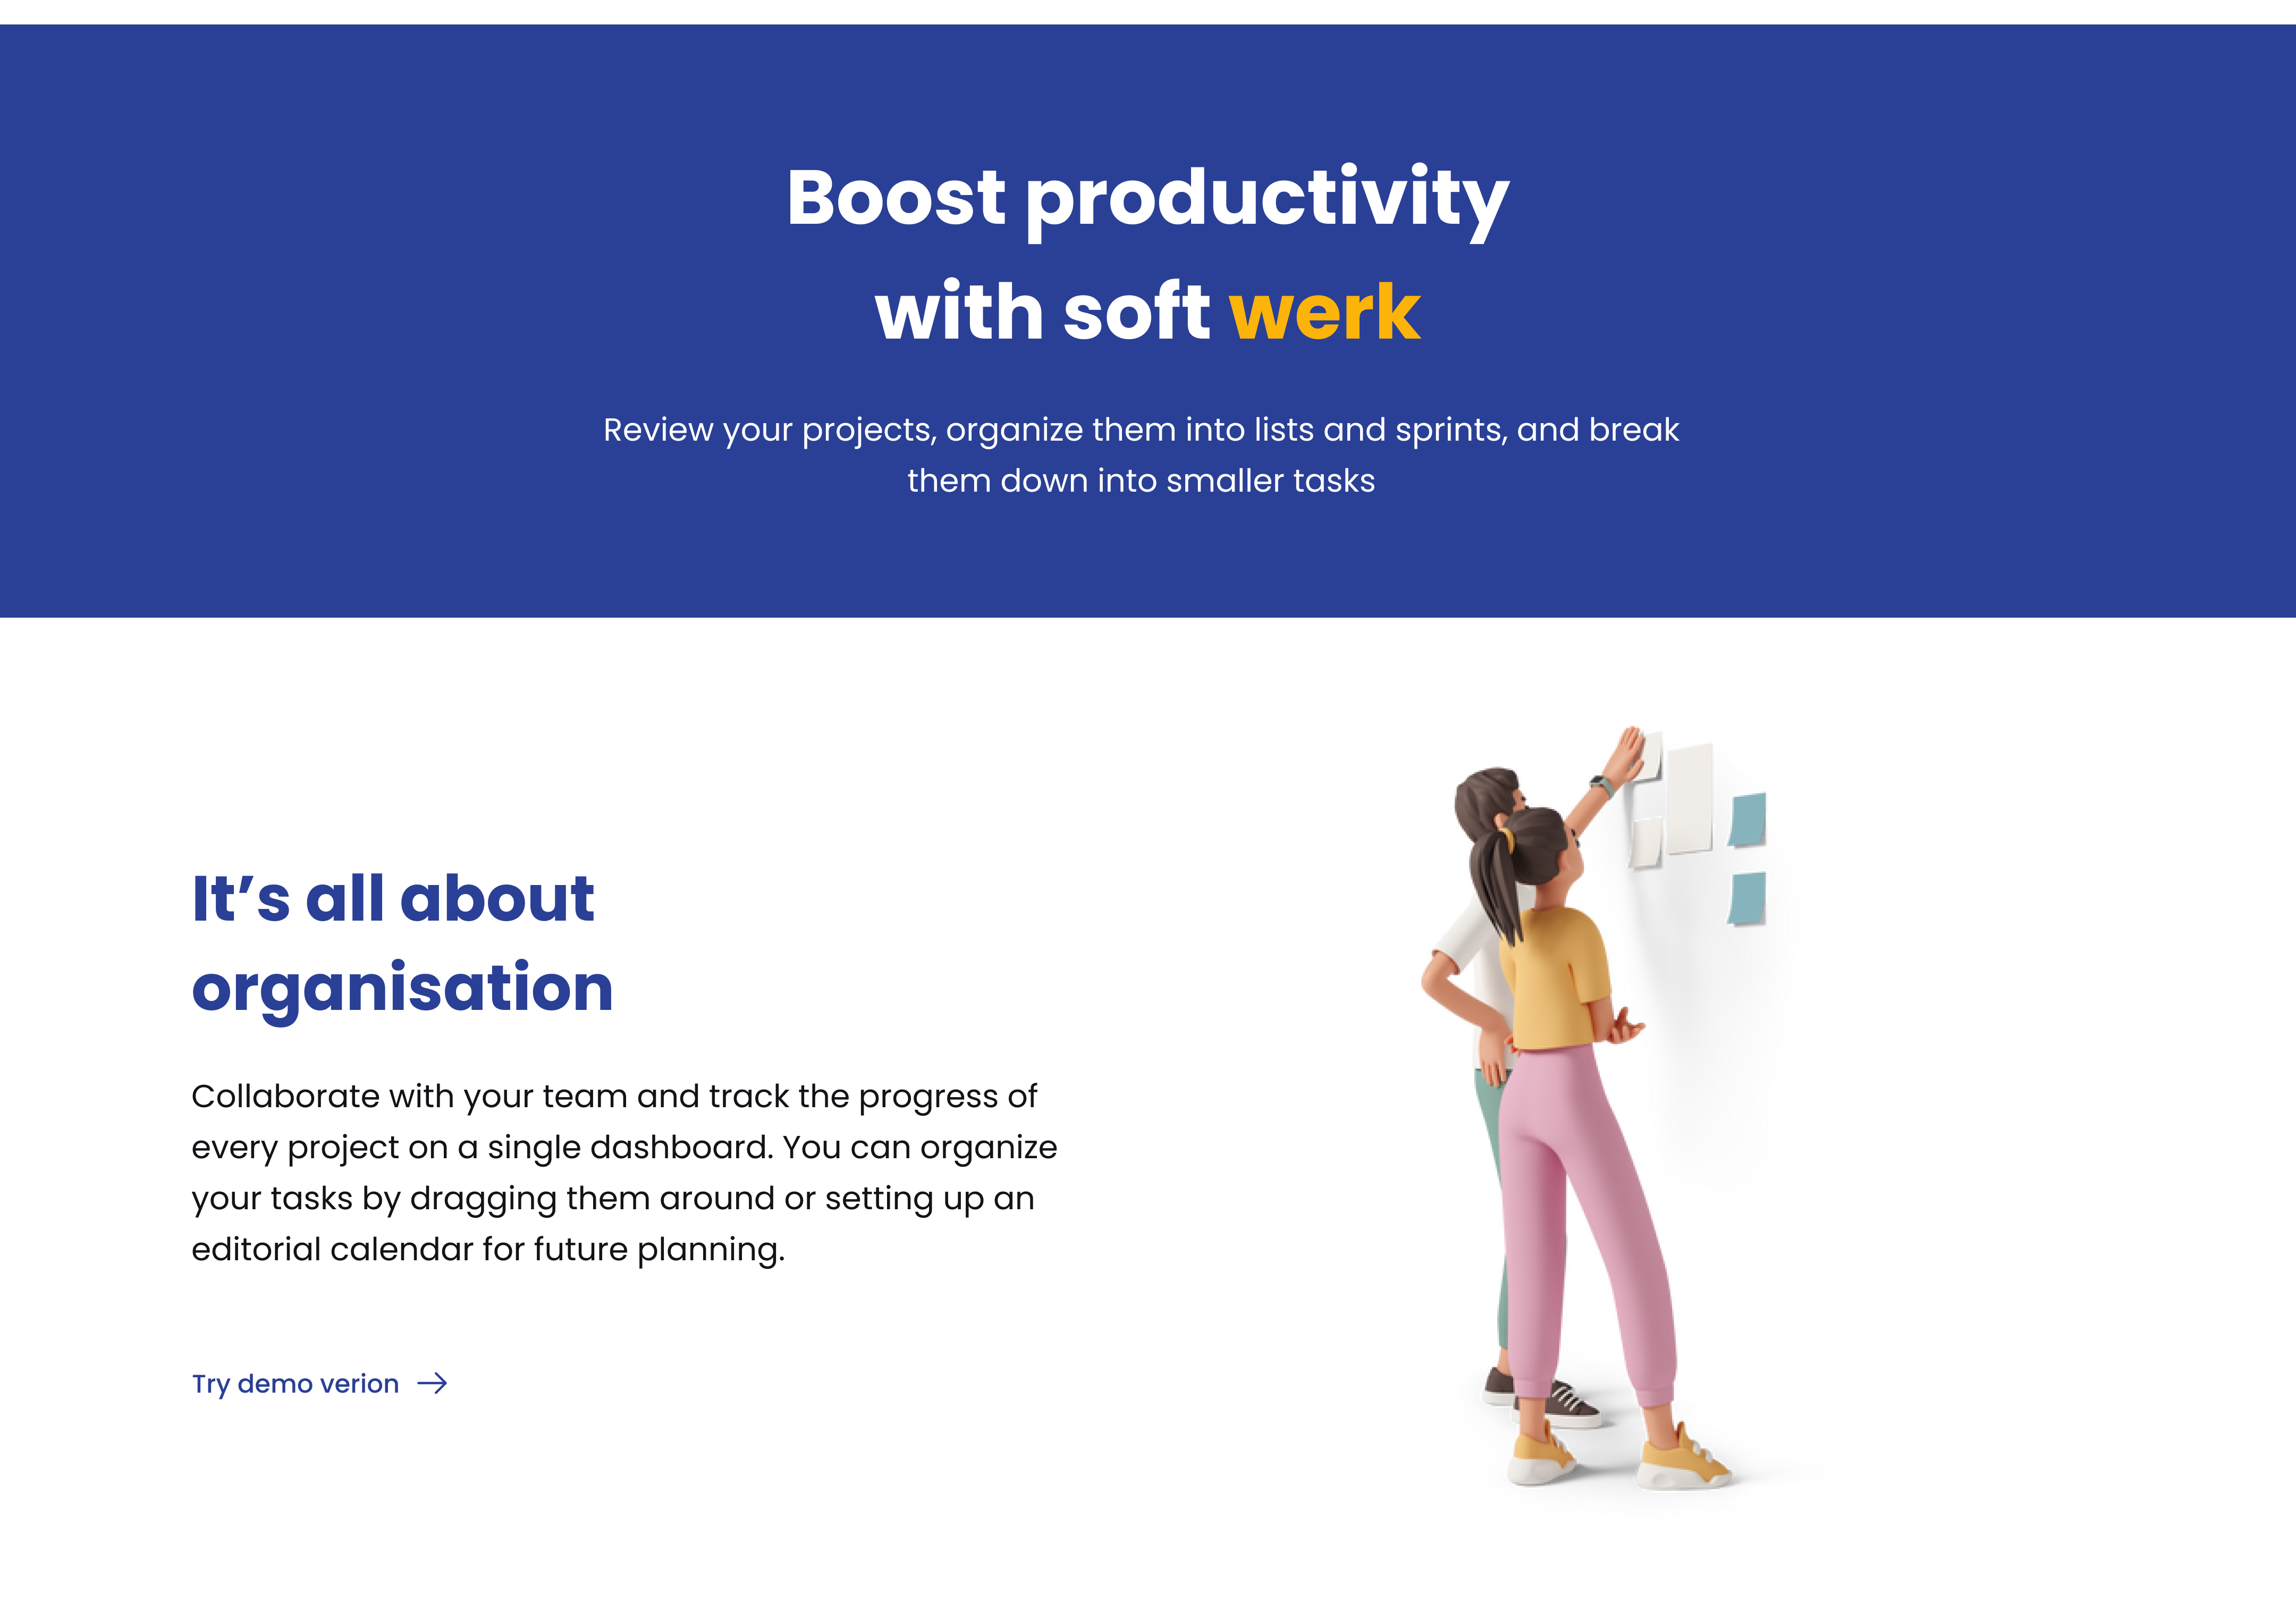 Boost productivity
with soft werk
Review your projects, organize them into lists and sprints, and break
them down into smaller tasks
It’s all about
organisation
Collaborate with your team and track the progress of
every project on a single dashboard. You can organize
your tasks by dragging them around or setting up an
editorial calendar for future planning.
Try demo verion →